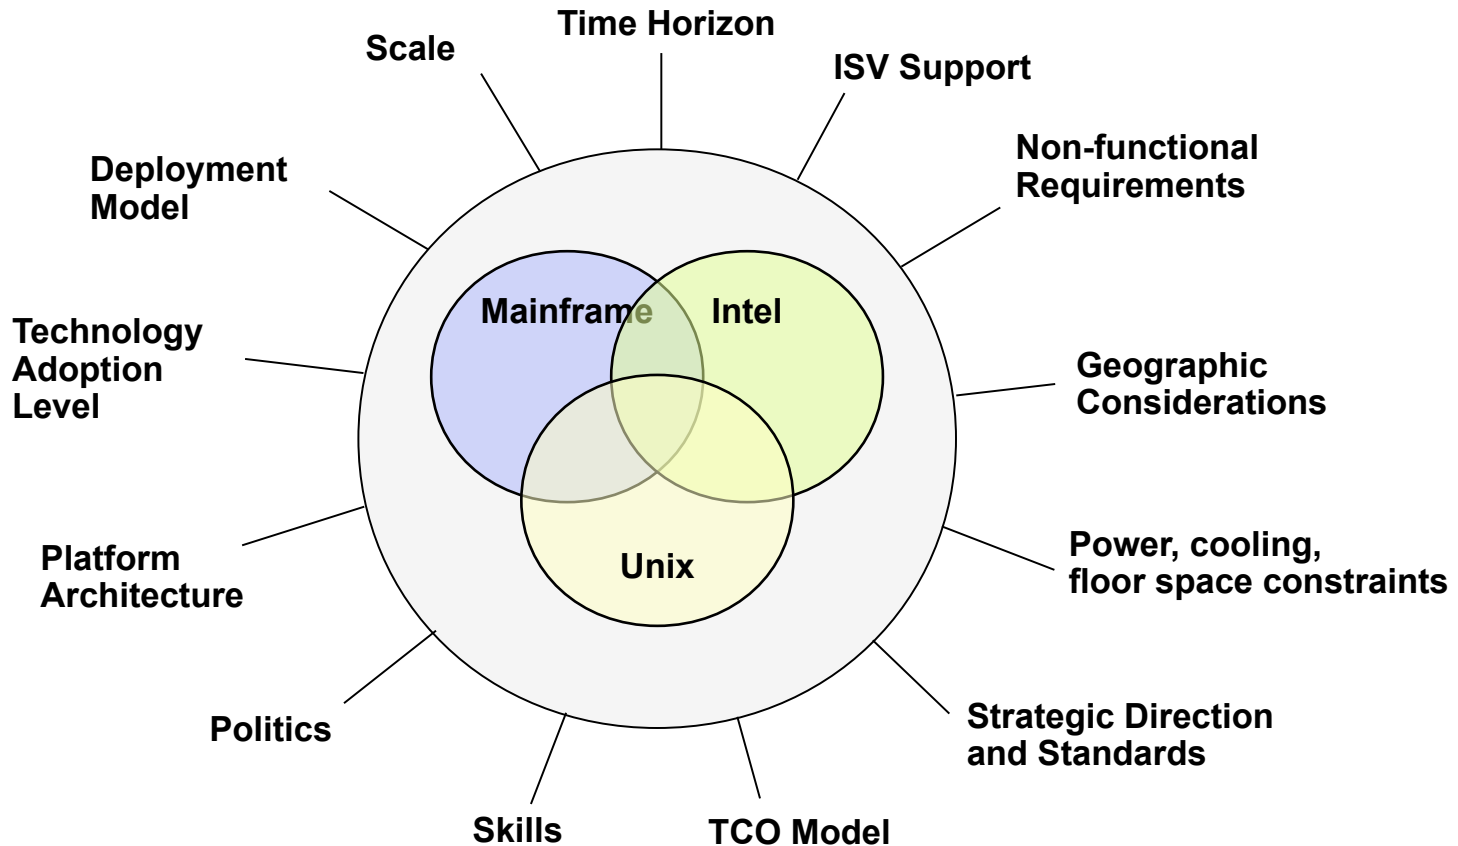 Time Horizon
Scale
ISV Support
Non-functional
Requirements
Deployment
Model
Mainframe
Intel
Technology
Adoption
Level
Geographic
Considerations
Platform
Architecture
Unix
Power, cooling,
floor space constraints
Politics
Strategic Direction
and Standards
Skills
TCO Model